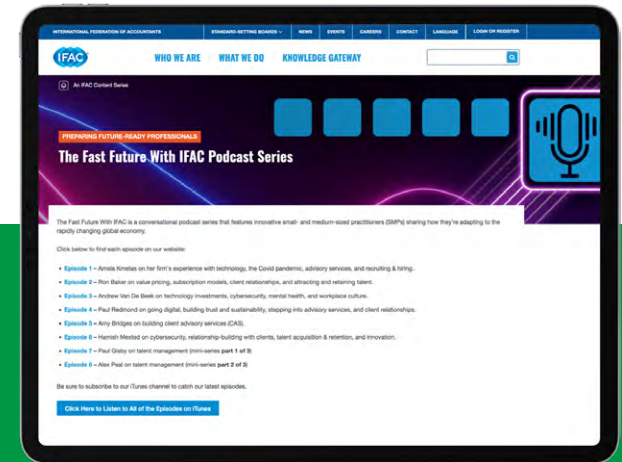 INTERNATIONAL FEDERATION OF ACCOUNTANTS STANDARD-SETTING BOARDS NEWS EVENTS CAREERS CONTACT LANGUAGE LOGIN OR REGISTER
IFAC WHO WE ARE WHAT WE DO KNOWLEDGE GATEWAY
An IFAC Content Series
PREPARING FUTURE-READY PROFESSIONALS
The Fast Future With IFAC Podcast Series
The Fast Future With IFAC is a conversational podcast series that features innovative small- and medium-sized practitioners (SMPs) sharing how they're adapting to the
rapidly changing global economy.
Click below to find each episode on our website:
• Episode 1 – Amela Kmetas on her firm's experience with technology, the Covid pandemic, advisory services, and recruiting & hiring.
• Episode 2 – Ron Baker on value pricing, subscription models, client relationships, and attracting and retaining talent.
• Episode 3 – Andrew Van De Beek on technology investments, cybersecurity, mental health, and workplace culture.
• Episode 4 – Paul Redmond on going digital, building trust and sustainability, stepping into advisory services, and client relationships.
• Episode 5 – Amy Bridges on building client advisory services (CAS).
• Episode 6 – Hamish Mexted on cybersecurity, relationship-building with clients, talent acquisition & retention, and innovation.
• Episode 7 – Paul Gisby on talent management (mini-series part 1 of 3)
• Episode 8 – Alex Peal on talent management (mini-series part 2 of 3)
Be sure to subscribe to our iTunes channel to catch our latest episodes.
Click Here to Listen to All of the Episodes on iTunes